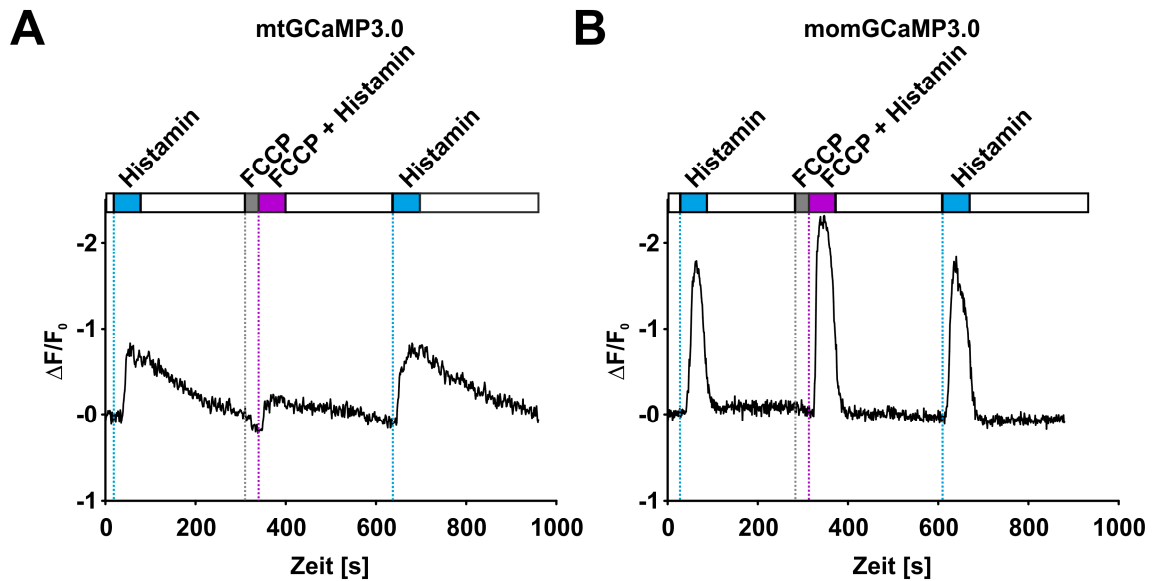 A
mtGCaMP3.0
Histamin
FCCP
FCCP + Histamin
Histamin
-2
-1
-0
-1
ΔF/F0
0 200 400 600 800 1000
Zeit [s]
B
momGCaMP3.0
Histamin
FCCP
FCCP + Histamin
Histamin
-2
-1
-0
-1
ΔF/F0
0 200 400 600 800 1000
Zeit [s]